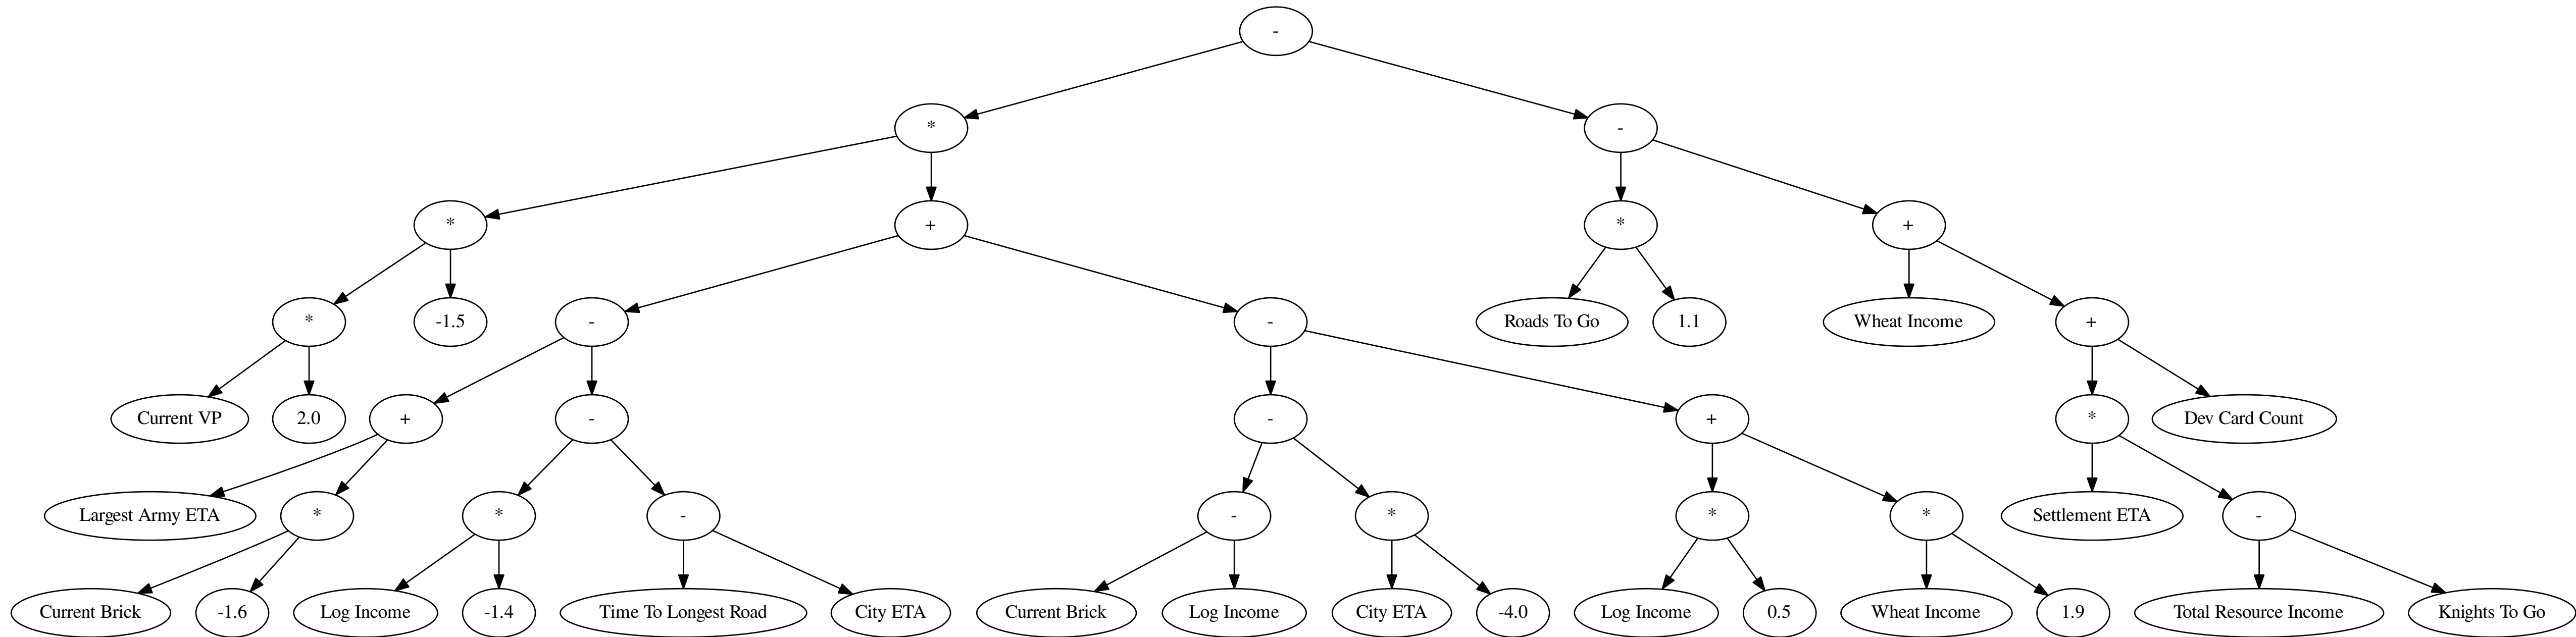 -
*
-
*
+
*
+
*
-1.5
-
-
Roads To Go
1.1
Wheat Income
+
Current VP
2.0
+
-
-
+
*
Dev Card Count
Largest Army ETA
*
*
-
-
*
*
*
Settlement ETA
-
Current Brick
-1.6
Log Income
-1.4
Time To Longest Road
City ETA
Current Brick
Log Income
City ETA
-4.0
Log Income
0.5
Wheat Income
1.9
Total Resource Income
Knights To Go